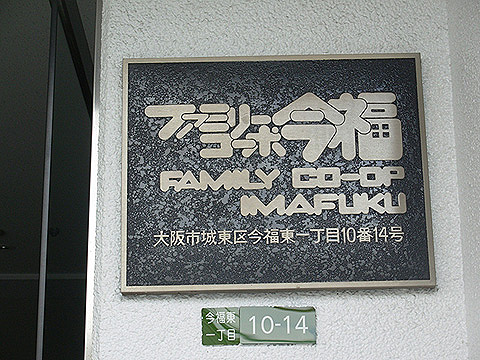 ファミリーコーポ今福
FAMILY CO-OP
IMAFUKU
大阪市城東区今福東一丁目10番14号
今福東
一丁目
10-14